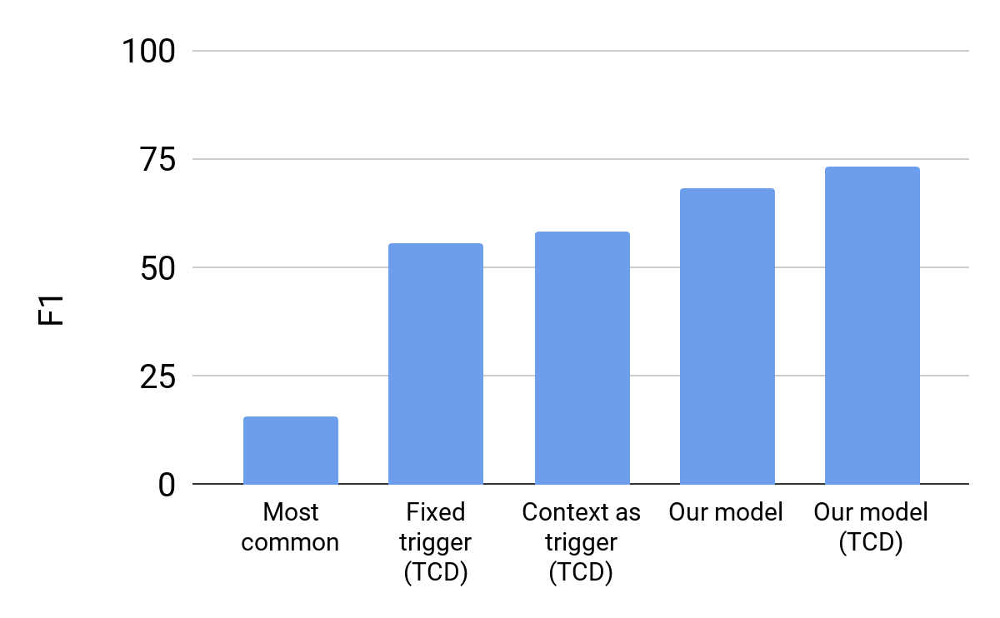 100
75
50
25
0
F1
Most
common
Fixed
trigger
(TCD)
Context as
trigger
(TCD)
Our model
Our model
(TCD)